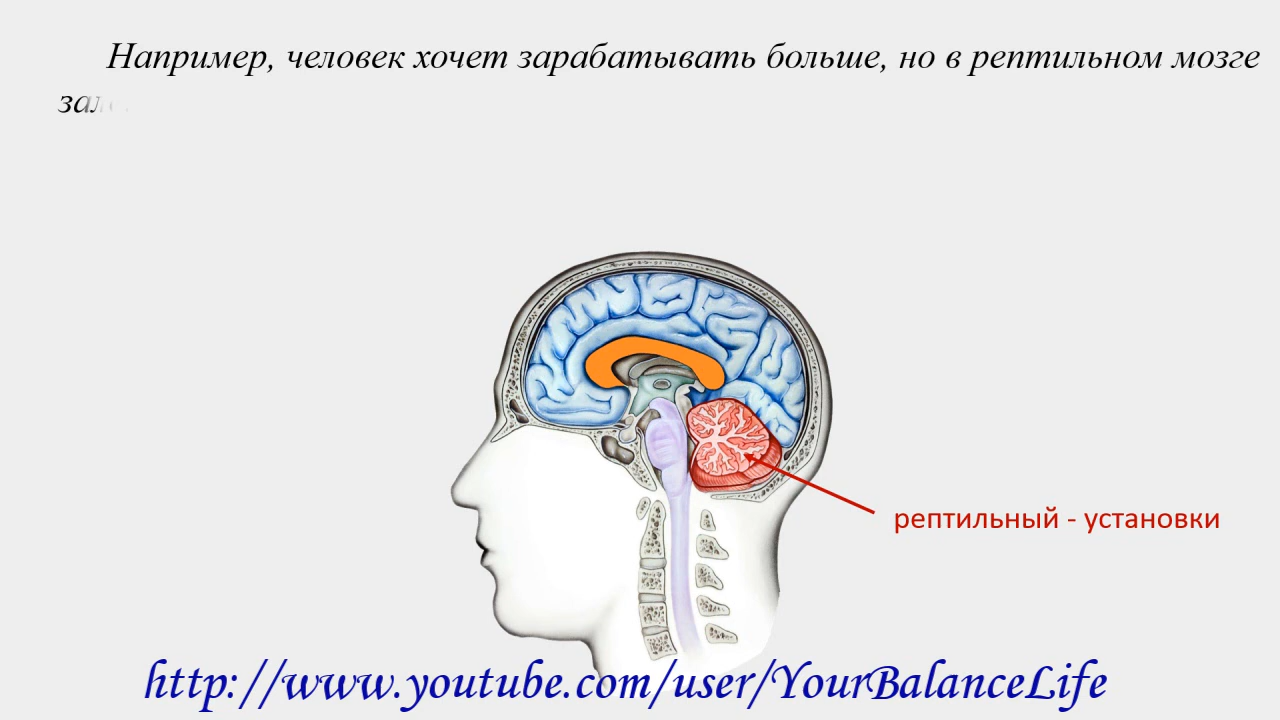 Например, человек хочет зарабатывать больше, но в рептильном мозге
рептильный - установки
http://www.youtube.com/user/YourBalanceLife